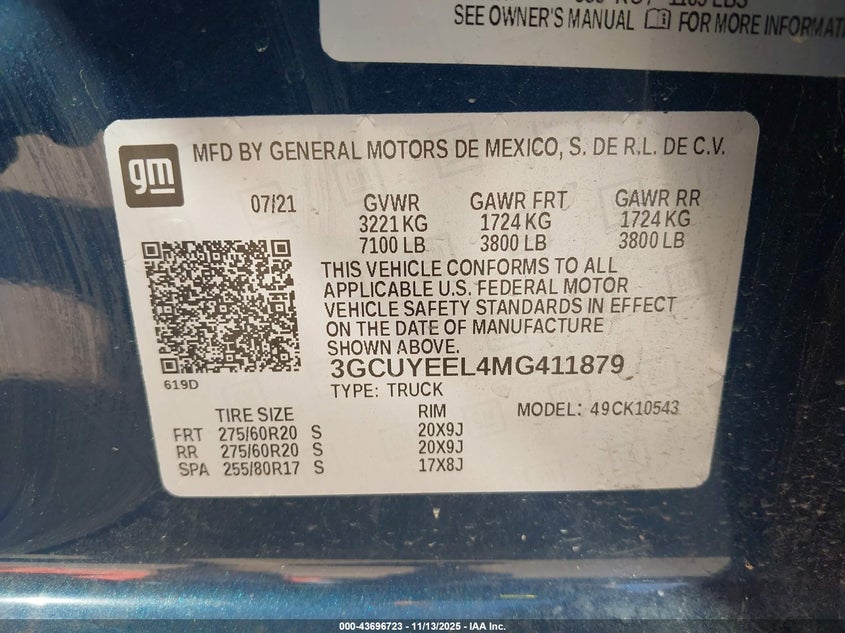 SEE OWNER'S MANUAL FOR MORE INFORMATI
gm
MFD BY GENERAL MOTORS DE MEXICO, S. DE R.L. DE C.V.
07/21 GVWR GAWR FRT GAWR RR
3221 KG 1724 KG 1724 KG
7100 LB 3800 LB 3800 LB
THIS VEHICLE CONFORMS TO ALL
APPLICABLE U.S. FEDERAL MOTOR
VEHICLE SAFETY STANDARDS IN EFFECT
ON THE DATE OF MANUFACTURE
SHOWN ABOVE.
3GCUYEEL4MG411879
619D
TYPE: TRUCK
TIRE SIZE RIM MODEL: 49CK10543
FRT 275/60R20 S 20X9J
RR 275/60R20 S 20X9J
SPA 255/80R17 S 17X8J
000-43696723 - 11/13/2025 - IAA Inc.